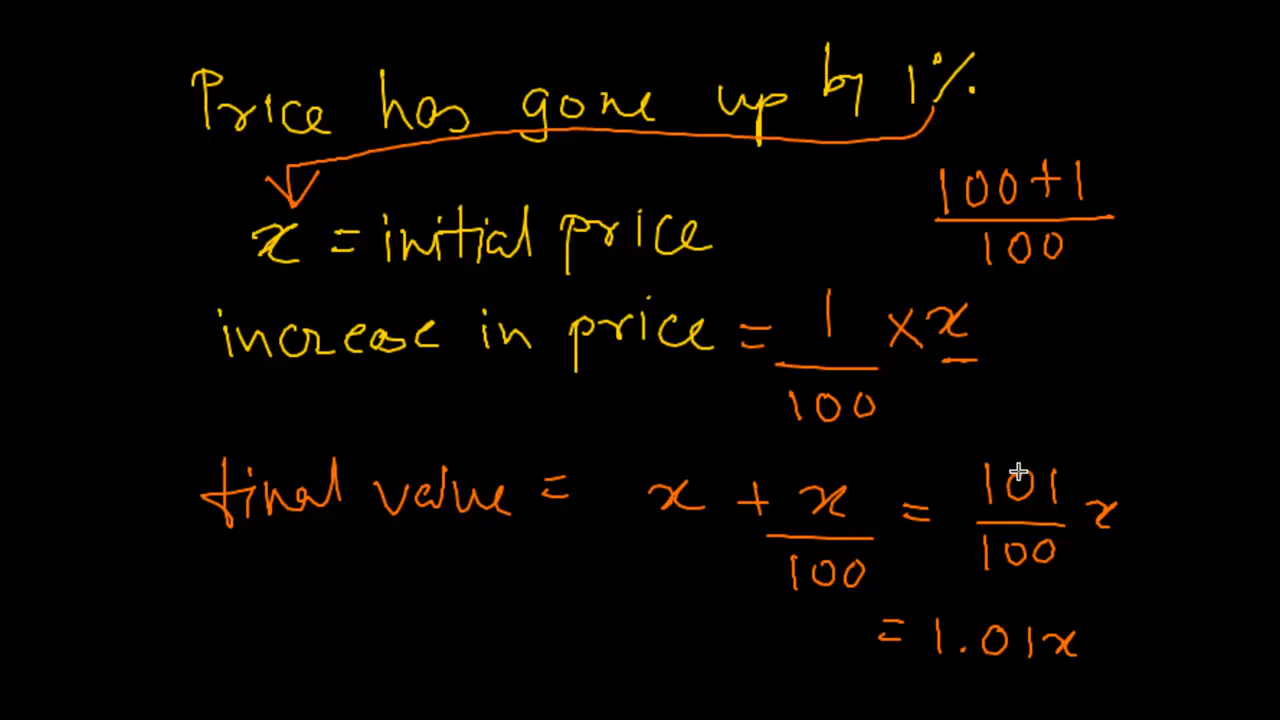 Price has gone up by 1%.
x = initial price
100+1
100
increase in price = 1/100 × x
final value = x + x/100 = 101/100 x
= 1.01x